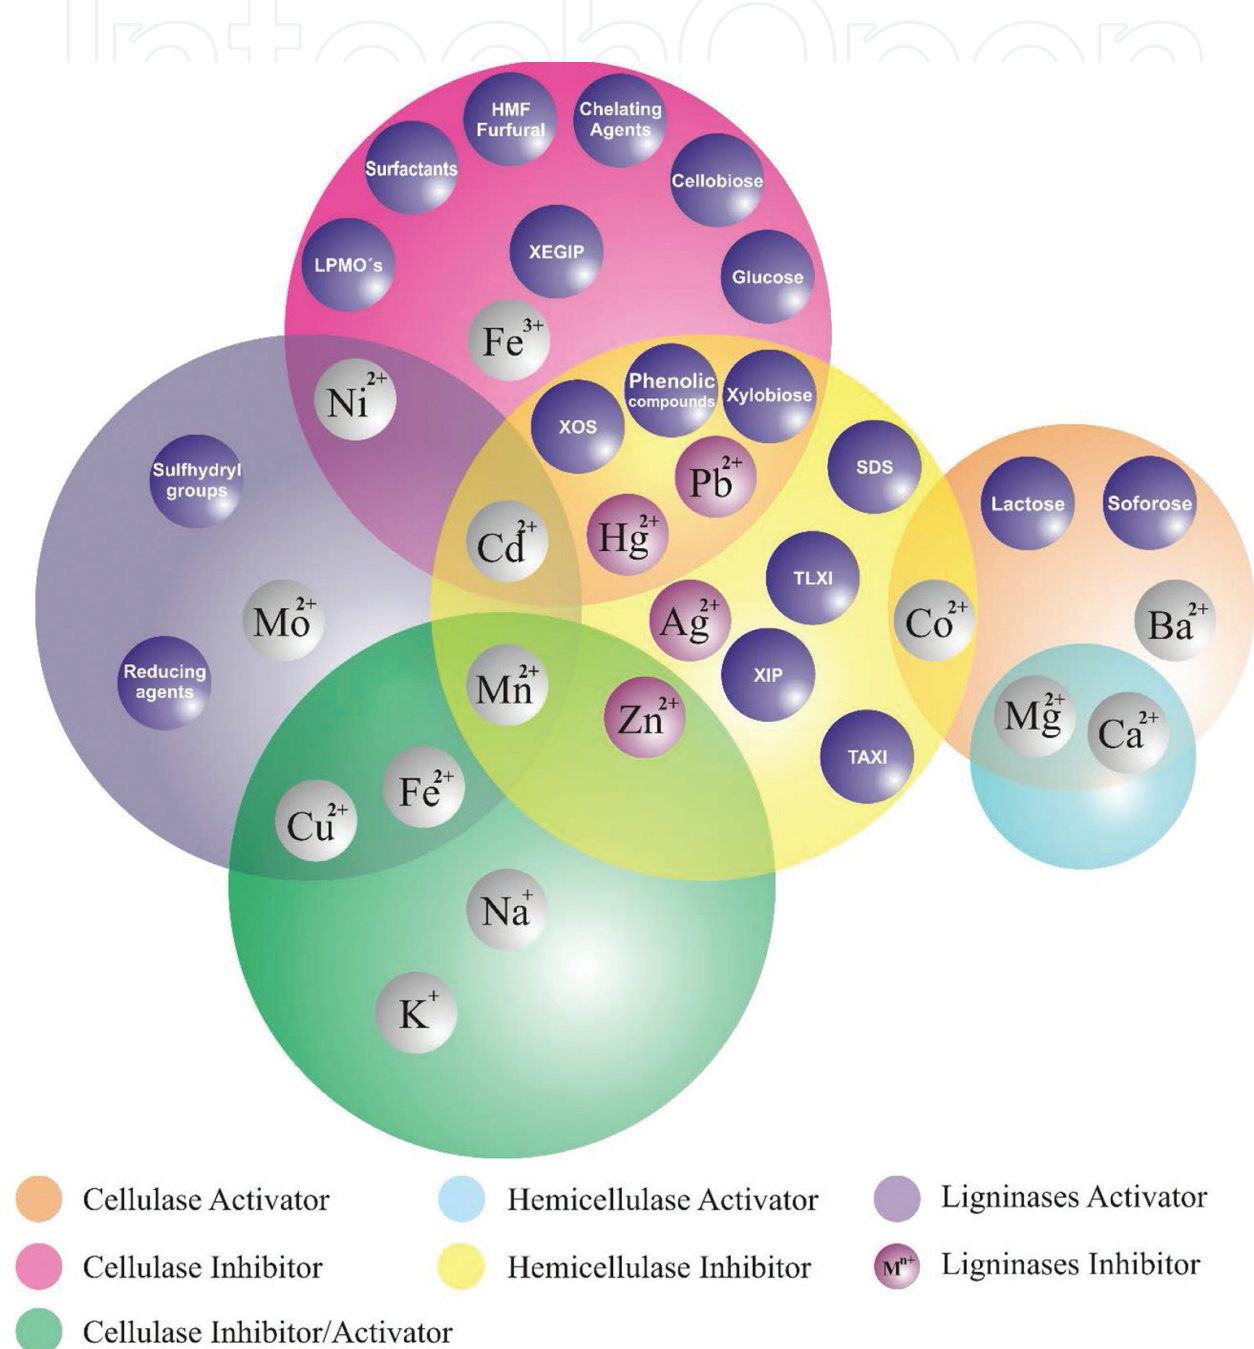 IntechOpen
HMF
Furfural
Chelating
Agents
Surfactants
Cellobiose
LPMO´s
XEGIP
Glucose
Fe3+
Ni2+
Phenolic
compounds
Xylobiose
XOS
Pb2+
SDS
Sulfhydryl
groups
Lactose
Soforose
Cd2+
Hg2+
TLXI
Mo2+
Ag2+
Co2+
Ba2+
Reducing
agents
Mn2+
XIP
Zn2+
Mg2+
Ca2+
TAXI
Fe2+
Cu2+
Na+
K+
Cellulase Activator
Hemicellulase Activator
Ligninases Activator
Cellulase Inhibitor
Hemicellulase Inhibitor
Mn+
Ligninases Inhibitor
Cellulase Inhibitor/Activator